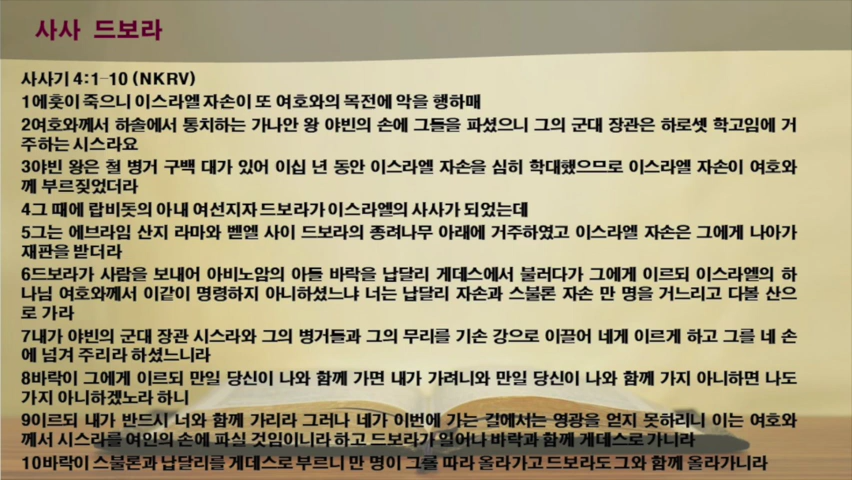 사사 드보라
사사기 4:1-10 (NKRV)
1에훗이 죽으니 이스라엘 자손이 또 여호와의 목전에 악을 행하매
2여호와께서 하솔에서 통치하는 가나안 왕 야빈의 손에 그들을 파셨으니 그의 군대 장관은 하로셋 학고임에 거
주하는 시스라요
3야빈 왕은 철 병거 구백 대가 있어 이십 년 동안 이스라엘 자손을 심히 학대했으므로 이스라엘 자손이 여호와
께 부르짖었더라
4그 때에 랍비돗의 아내 여선지자 드보라가 이스라엘의 사사가 되었는데
5그는 에브라임 산지 라마와 벧엘 사이 드보라의 종려나무 아래에 거주하였고 이스라엘 자손은 그에게 나아가
재판을 받더라
6드보라가 사람을 보내어 아비노암의 아들 바락을 납달리 게데스에서 불러다가 그에게 이르되 이스라엘의 하
나님 여호와께서 이같이 명령하지 아니하셨느냐 너는 납달리 자손과 스불론 자손 만 명을 거느리고 다볼 산으
로 가라
7내가 야빈의 군대 장관 시스라와 그의 병거들과 그의 무리를 기손 강으로 이끌어 네게 이르게 하고 그를 네 손
에 넘겨 주리라 하셨느니라
8바락이 그에게 이르되 만일 당신이 나와 함께 가면 내가 가려니와 만일 당신이 나와 함께 가지 아니하면 나도
가지 아니하겠노라 하니
9이르되 내가 반드시 너와 함께 가리라 그러나 네가 이번에 가는 길에서는 영광을 얻지 못하리니 이는 여호와
께서 시스라를 여인의 손에 파실 것임이니라 하고 드보라가 일어나 바락과 함께 게데스로 가니라
10바락이 스불론과 납달리를 게데스로 부르니 만 명이 그를 따라 올라가고 드보라도 그와 함께 올라가니라